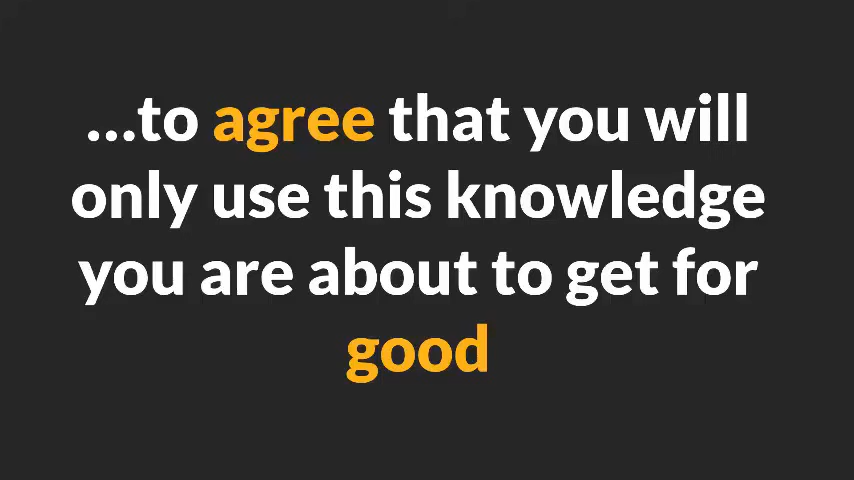 ...to agree that you will
only use this knowledge
you are about to get for
good